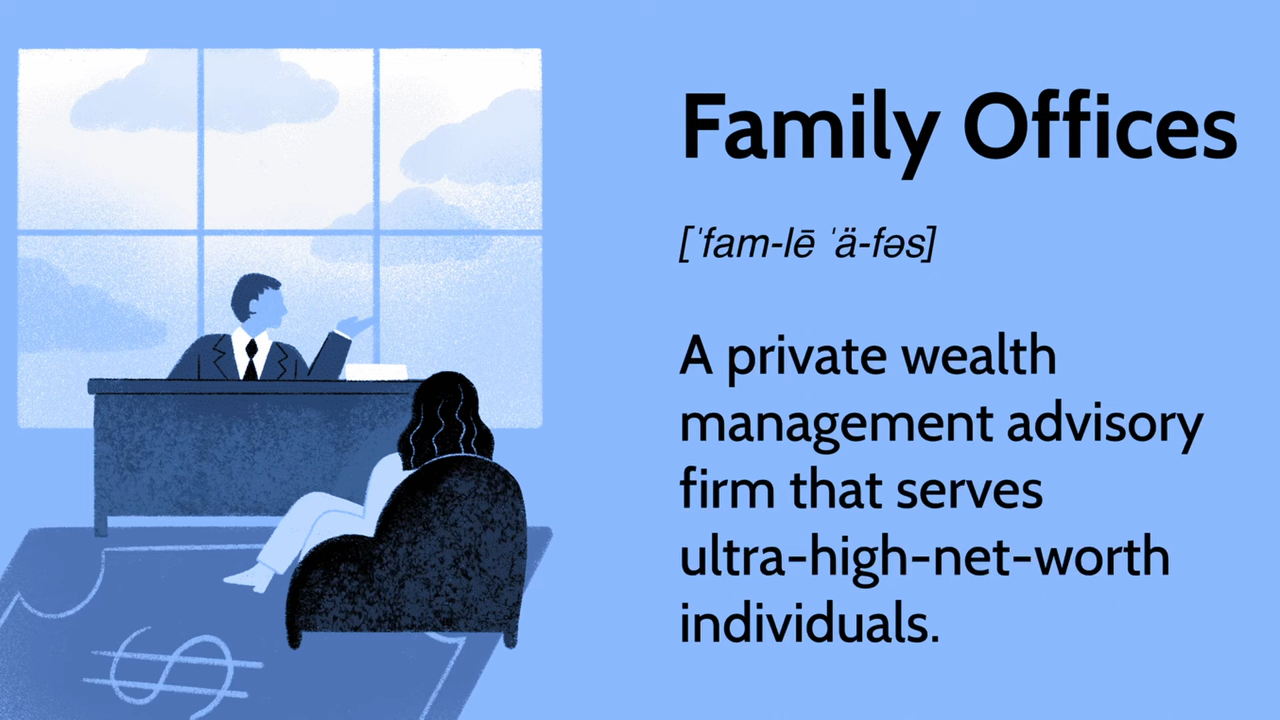 Family Offices
[ˈfam-lē ˈä-fəs]
A private wealth
management advisory
firm that serves
ultra-high-net-worth
individuals.
$